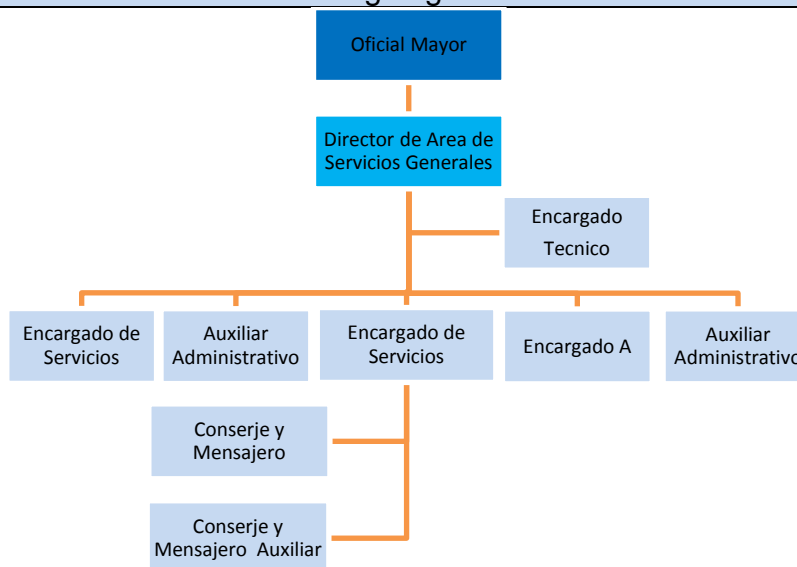 Oficial Mayor
Director de Area de
Servicios Generales
Encargado
Tecnico
Encargado de
Servicios
Auxiliar
Administrativo
Encargado de
Servicios
Encargado A
Auxiliar
Administrativo
Conserje y
Mensajero
Conserje y
Mensajero Auxiliar